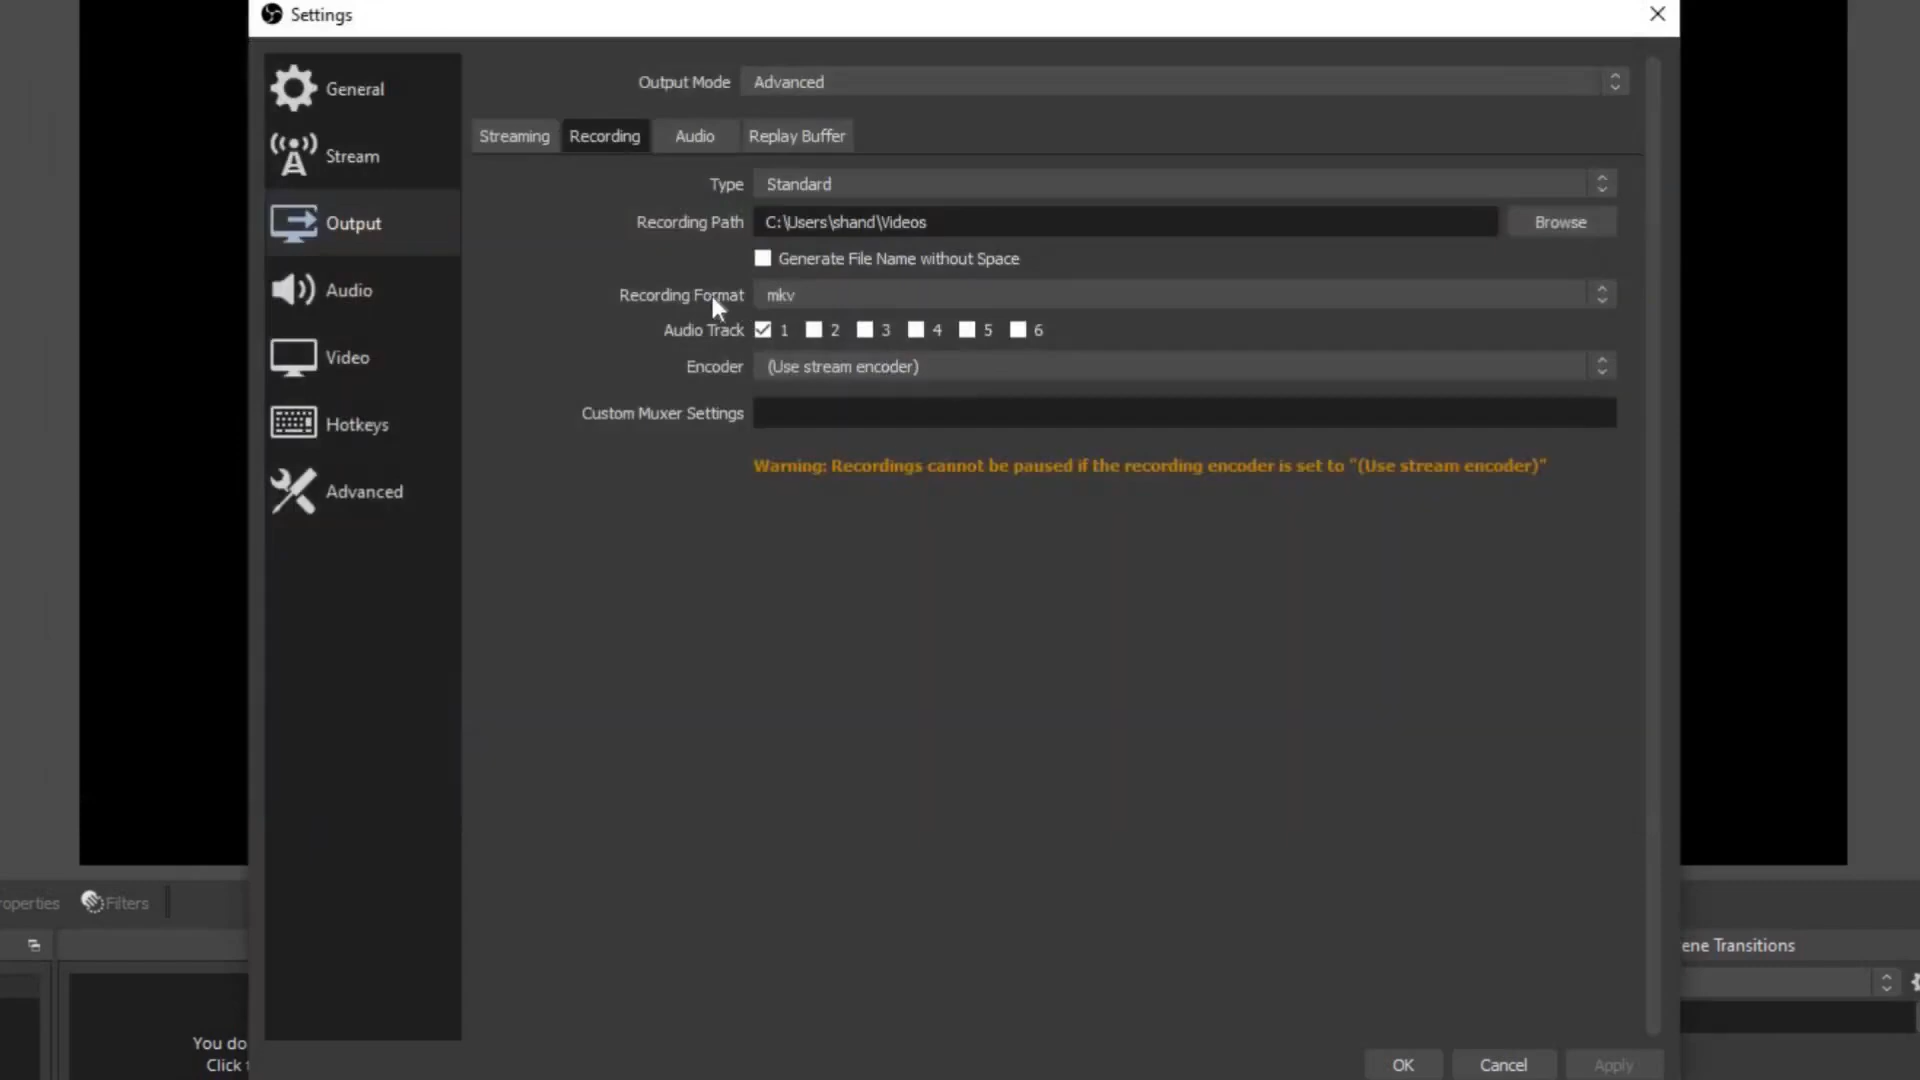 Settings
General
Stream
Output
Audio
Video
Hotkeys
Advanced
Output Mode Advanced
Streaming Recording Audio Replay Buffer
Type Standard
Recording Path C:\Users\shand\Videos Browse
Generate File Name without Space
Recording Format mkv
Audio Track 1 2 3 4 5 6
Encoder (Use stream encoder)
Custom Muxer Settings
Warning: Recordings cannot be paused if the recording encoder is set to "(Use stream encoder)"
OK Cancel Apply
roperties Filters
ene Transitions
You do
Click